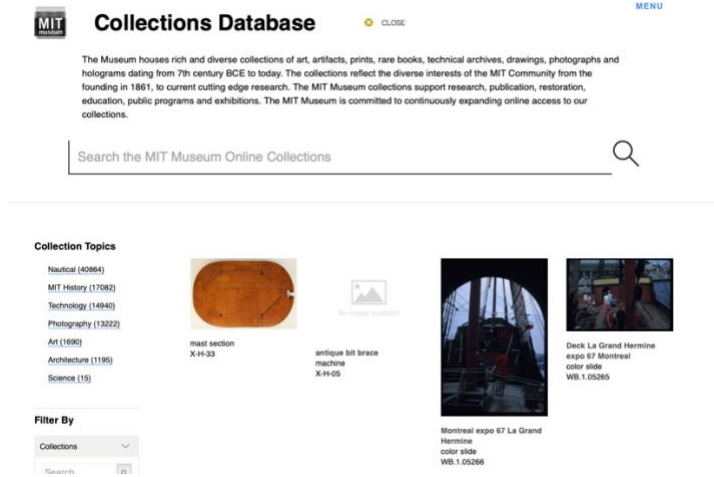 MENU
MIT
museum
Collections Database
CLOSE
The Museum houses rich and diverse collections of art, artifacts, prints, rare books, technical archives, drawings, photographs and
holograms dating from 7th century BCE to today. The collections reflect the diverse interests of the MIT Community from the
founding in 1861, to current cutting edge research. The MIT Museum collections support research, publication, restoration,
education, public programs and exhibitions. The MIT Museum is committed to continuously expanding online access to our
collections.
Search the MIT Museum Online Collections
Collection Topics
Nautical (40864)
MIT History (17082)
Technology (14940)
Photography (13222)
Art (1690)
Architecture (1195)
Science (15)
Filter By
Collections
Search
mast section
X-H-33
No image available
antique bit brace
machine
X-H-05
Montreal expo 67 La Grand
Hermine
color slide
WB.1.05266
Deck La Grand Hermine
expo 67 Montreal
color slide
WB.1.05265